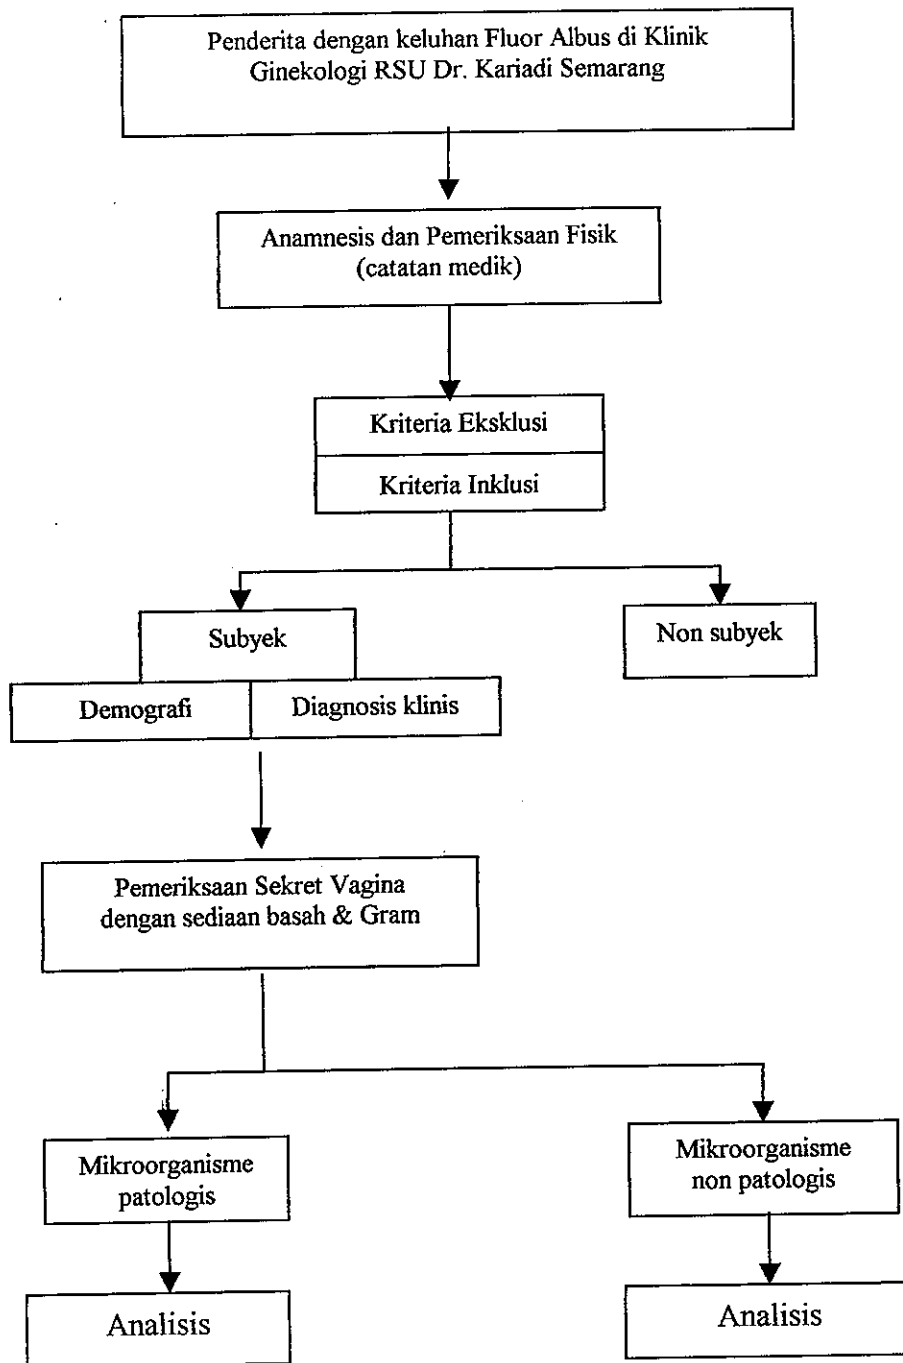 Penderita dengan keluhan Fluor Albus di Klinik
Ginekologi RSU Dr. Kariadi Semarang
Anamnesis dan Pemeriksaan Fisik
(catatan medik)
Kriteria Eksklusi
Kriteria Inklusi
Subyek
Non subyek
Demografi
Diagnosis klinis
Pemeriksaan Sekret Vagina
dengan sediaan basah & Gram
Mikroorganisme
patologis
Mikroorganisme
non patologis
Analisis
Analisis